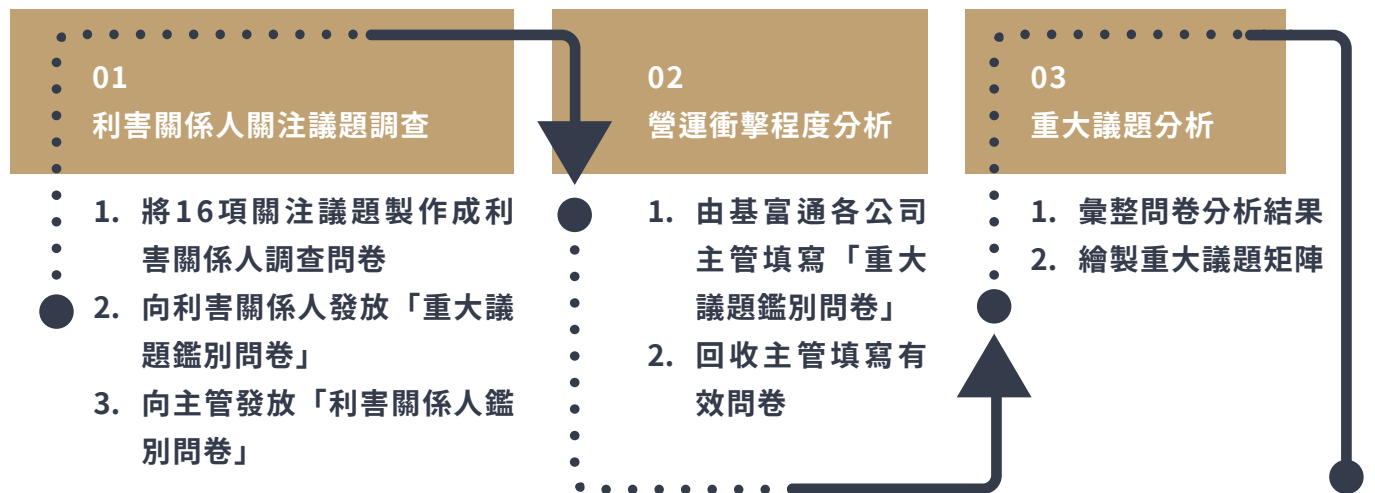 01
利害關係人關注議題調查
1. 將16項關注議題製作成利
害關係人調查問卷
2. 向利害關係人發放「重大議
題鑑別問卷」
3. 向主管發放「利害關係人鑑
別問卷」
02
營運衝擊程度分析
1. 由基富通各公司
主管填寫「重大
議題鑑別問卷」
2. 回收主管填寫有
效問卷
03
重大議題分析
1. 彙整問卷分析結果
2. 繪製重大議題矩陣